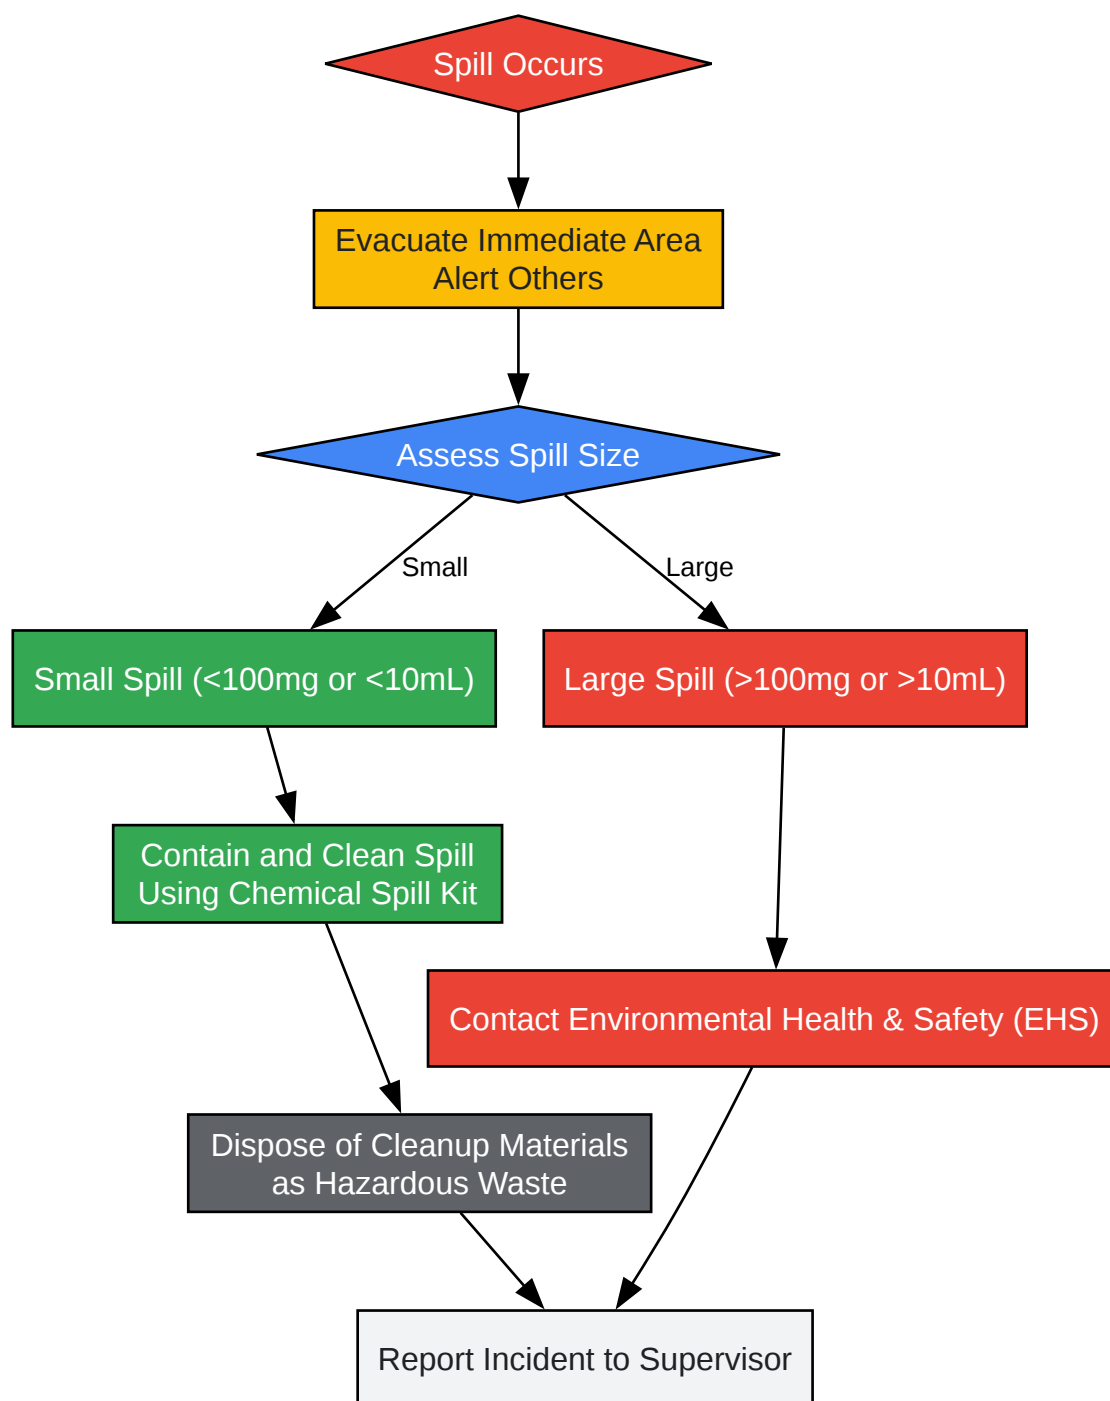 Spill Occurs
Evacuate Immediate Area
Alert Others
Assess Spill Size
Small
Large
Small Spill (<100mg or <10mL)
Large Spill (>100mg or >10mL)
Contain and Clean Spill
Using Chemical Spill Kit
Contact Environmental Health & Safety (EHS)
Dispose of Cleanup Materials
as Hazardous Waste
Report Incident to Supervisor